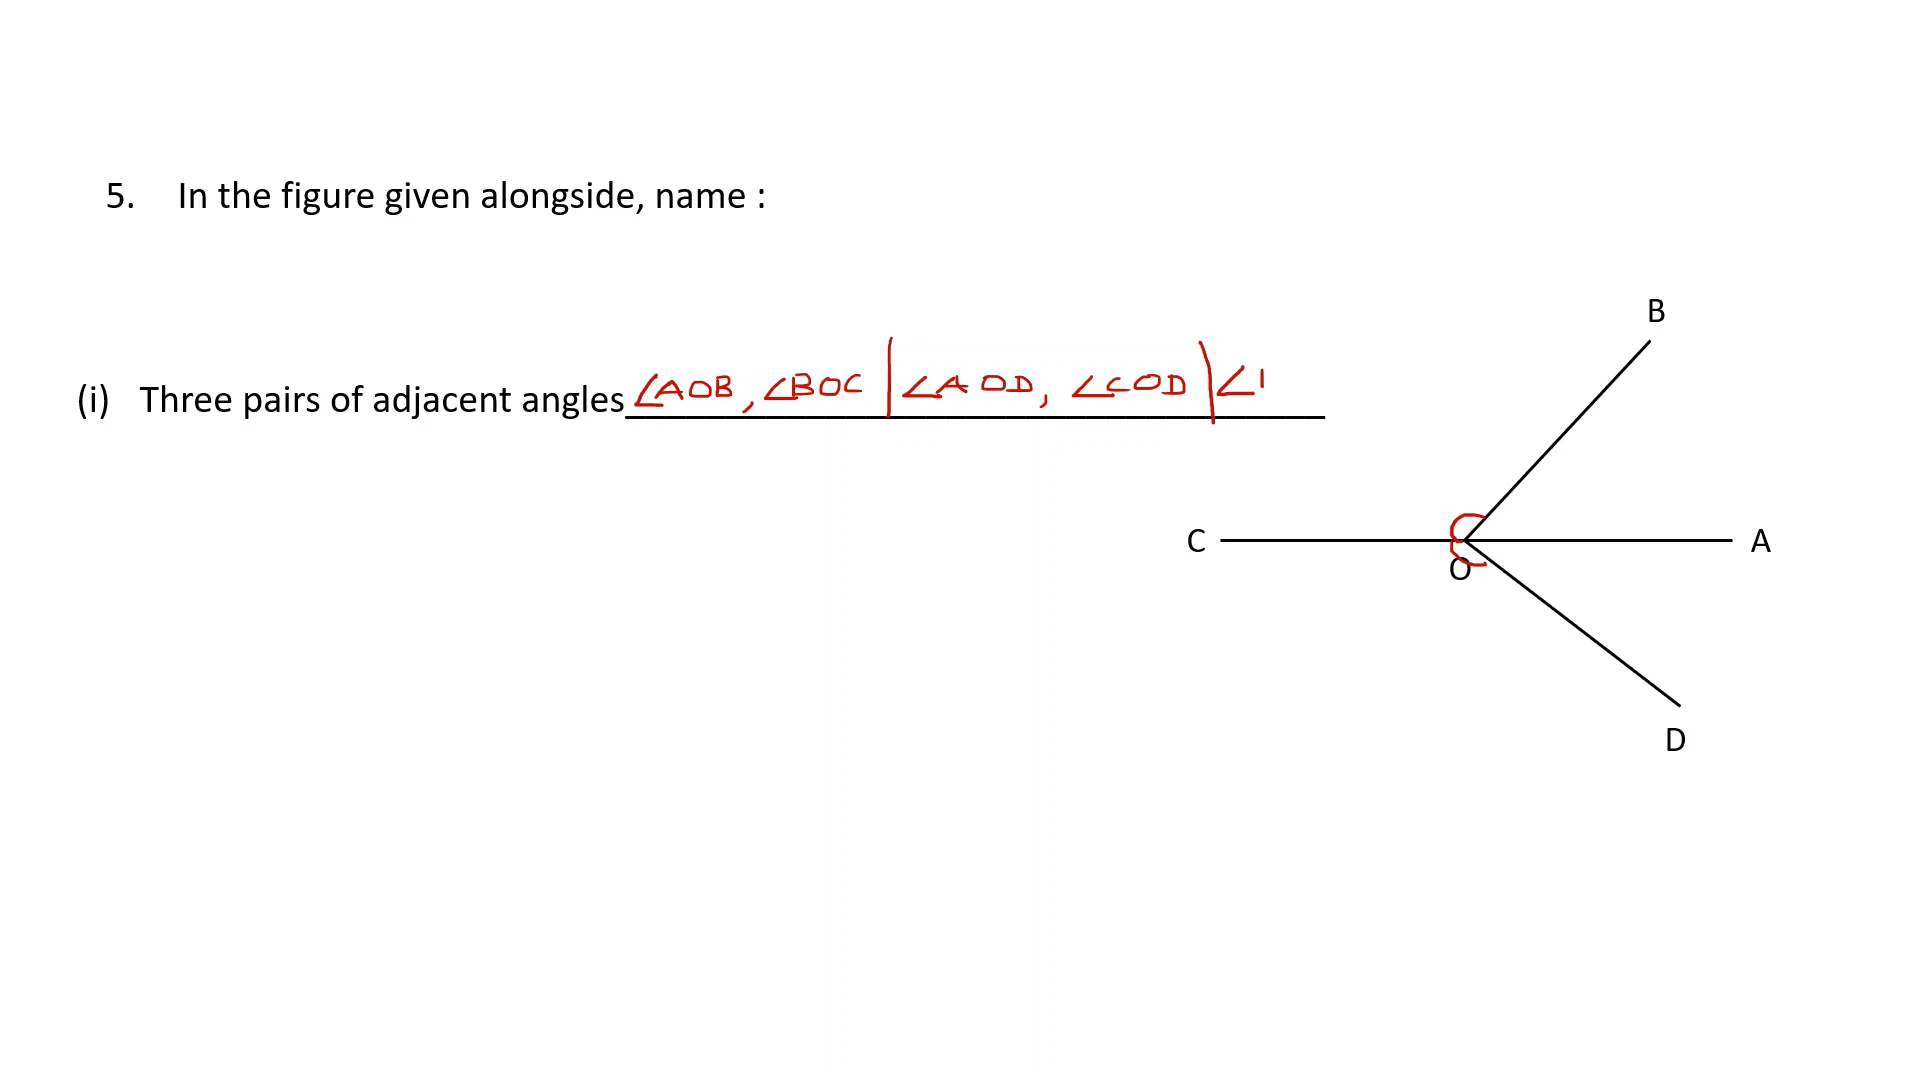 5. In the figure given alongside, name :
B
(i) Three pairs of adjacent angles ∠AOB, ∠BOC | ∠AOD, ∠COD | ∠
C
A
O
D